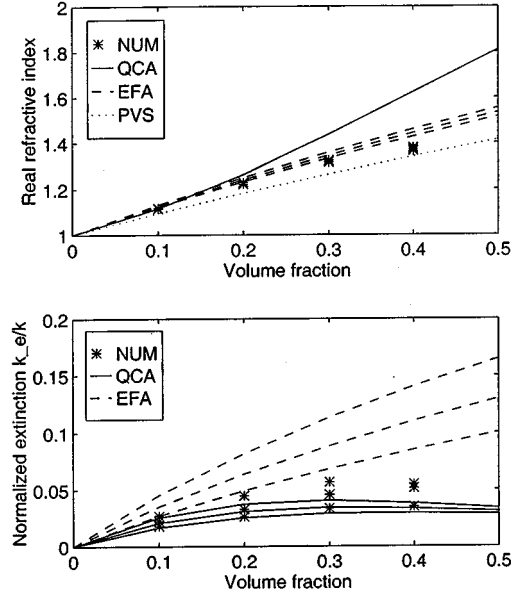 2
1.8
1.6
1.4
1.2
1
Real refractive index
NUM
QCA
EFA
PVS
0 0.1 0.2 0.3 0.4 0.5
Volume fraction
0.2
0.15
0.1
0.05
0
Normalized extinction k_e/k
NUM
QCA
EFA
0 0.1 0.2 0.3 0.4 0.5
Volume fraction